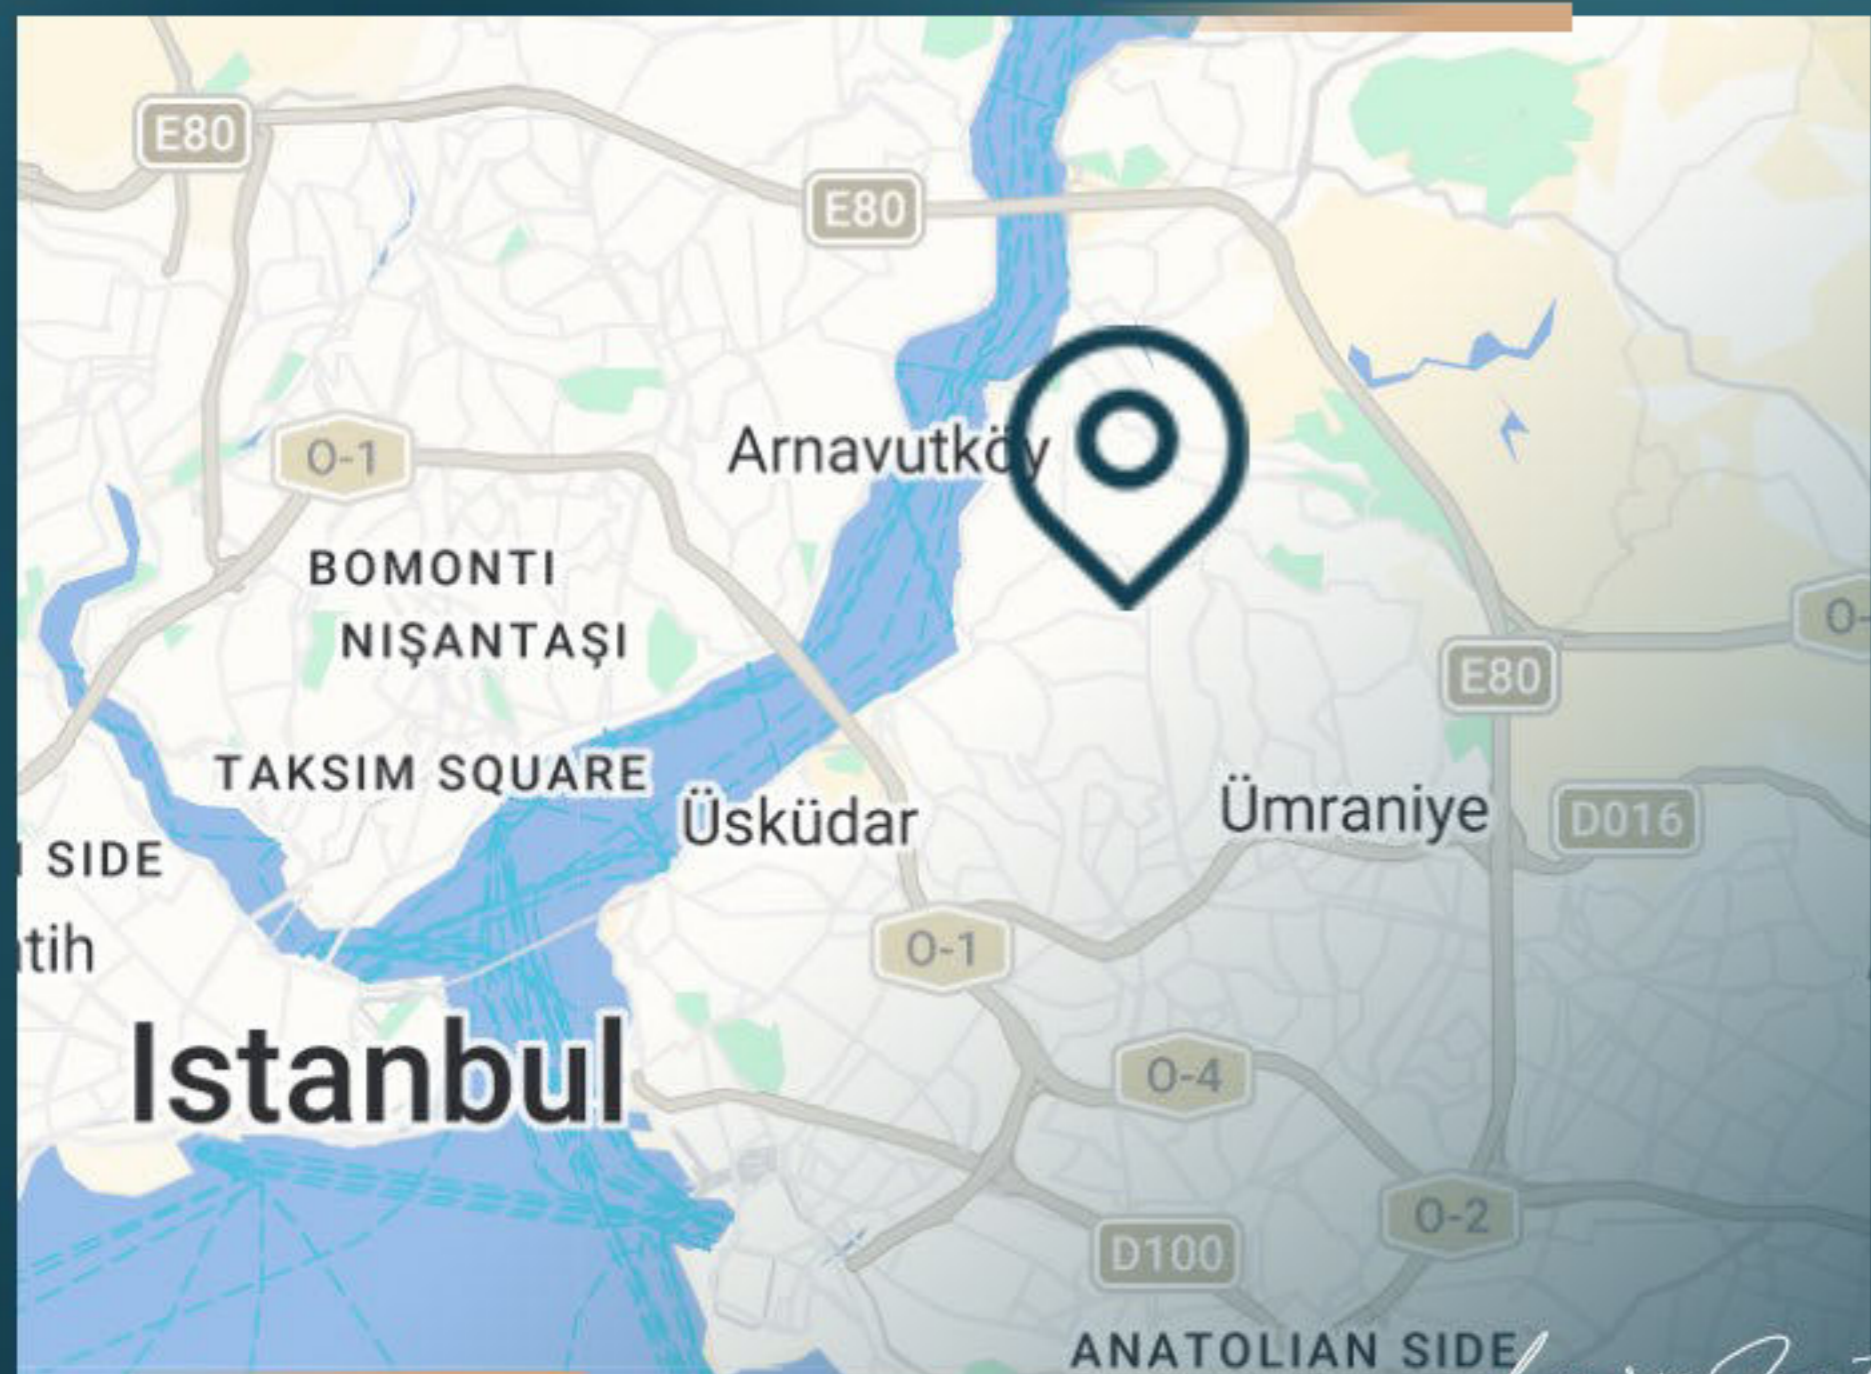 E80
E80
Arnavutköy
O-1
BOMONTI
NIŞANTAŞI
O-
E80
TAKSIM SQUARE
Üsküdar
Ümraniye
D016
SIDE
tih
O-1
Istanbul
O-4
O-2
D100
ANATOLIAN SIDE